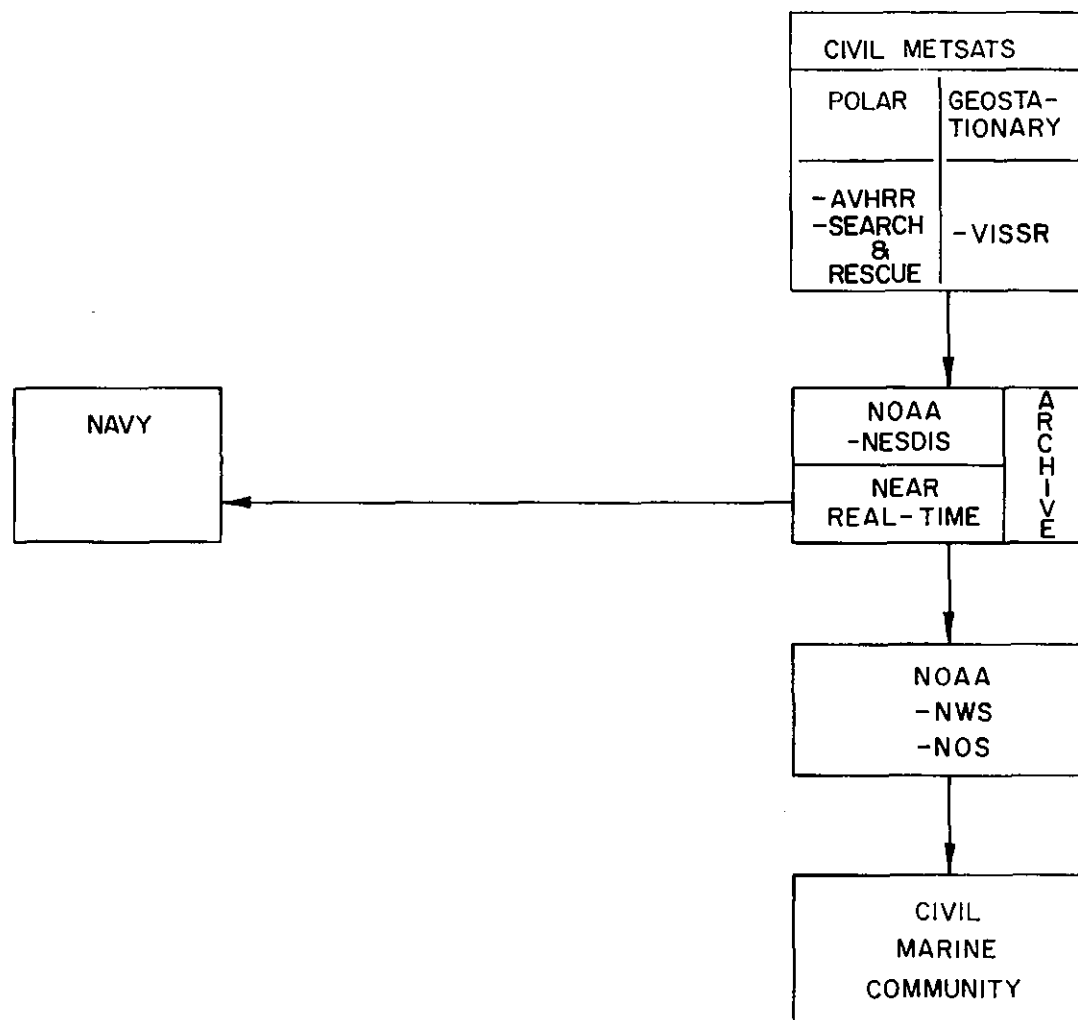 CIVIL METSATS
POLAR
GEOSTA-
TIONARY
-AVHRR
-SEARCH
&
RESCUE
-VISSR
NAVY
NOAA
-NESDIS
NEAR
REAL-TIME
ARCHIVE
NOAA
-NWS
-NOS
CIVIL
MARINE
COMMUNITY